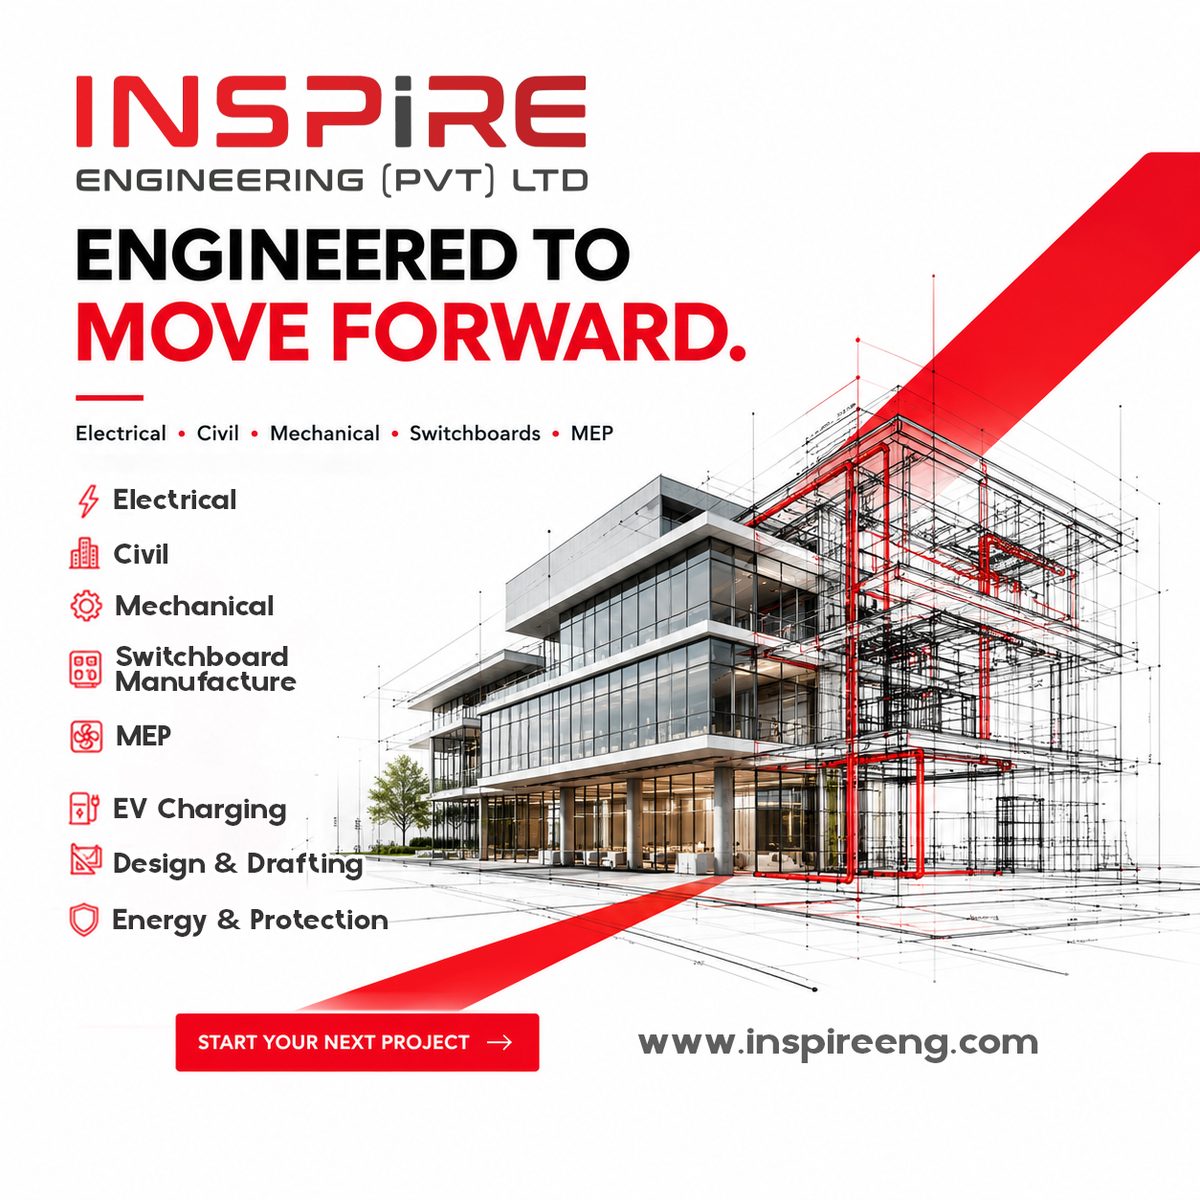 INSPiRE
ENGINEERING (PVT) LTD
ENGINEERED TO
MOVE FORWARD.
Electrical • Civil • Mechanical • Switchboards • MEP
Electrical
Civil
Mechanical
Switchboard
Manufacture
MEP
EV Charging
Design & Drafting
Energy & Protection
START YOUR NEXT PROJECT →
www.inspireeng.com